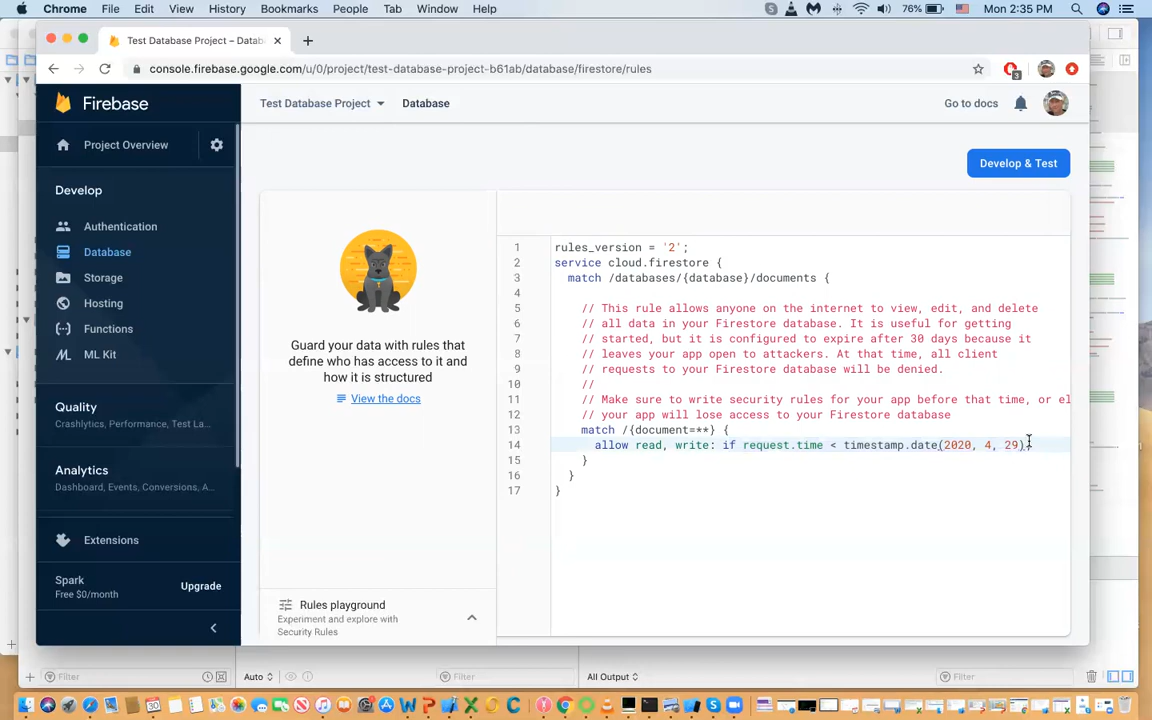 Chrome File Edit View History Bookmarks People Tab Window Help 76% Mon 2:35 PM
Test Database Project – Datab
console.firebase.google.com/u/0/project/test-database-project-b61ab/database/firestore/rules
3
Firebase
Test Database Project Database Go to docs
Project Overview
Develop & Test
Develop
Authentication
Database
Storage
Hosting
Functions
ML Kit
Quality
Crashlytics, Performance, Test La...
Analytics
Dashboard, Events, Conversions, A...
Extensions
Spark
Free $0/month
Upgrade
Guard your data with rules that
define who has access to it and
how it is structured
View the docs
Rules playground
Experiment and explore with
Security Rules
1 rules_version = '2';
2 service cloud.firestore {
3 match /databases/{database}/documents {
4
5 // This rule allows anyone on the internet to view, edit, and delete
6 // all data in your Firestore database. It is useful for getting
7 // started, but it is configured to expire after 30 days because it
8 // leaves your app open to attackers. At that time, all client
9 // requests to your Firestore database will be denied.
10 //
11 // Make sure to write security rules for your app before that time, or el
12 // your app will lose access to your Firestore database
13 match /{document=**} {
14 allow read, write: if request.time < timestamp.date(2020, 4, 29);
15 }
16 }
17 }
Filter Auto Filter All Output Filter
30